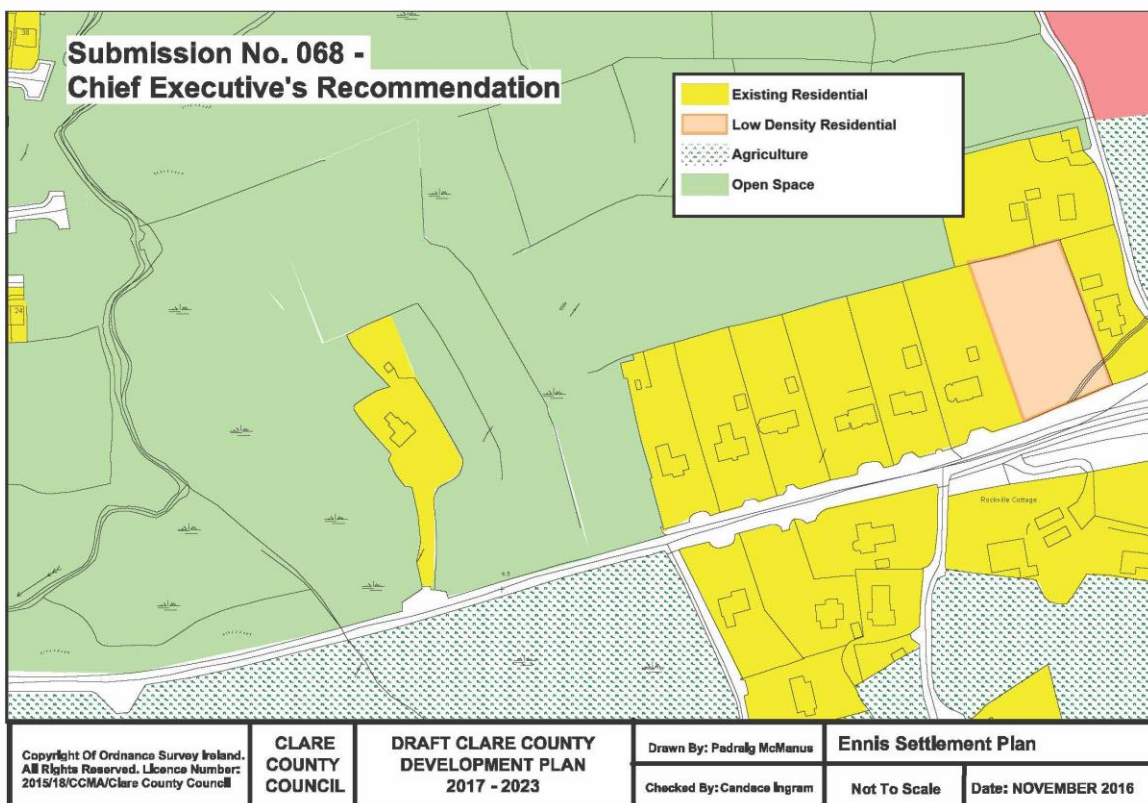 38
Submission No. 068 -
Chief Executive's Recommendation
Existing Residential
Low Density Residential
Agriculture
Open Space
24
Rockville Cottage
Copyright Of Ordnance Survey Ireland.
All Rights Reserved. Licence Number:
2015/18/CCMA/Clare County Council
CLARE
COUNTY
COUNCIL
DRAFT CLARE COUNTY
DEVELOPMENT PLAN
2017 - 2023
Drawn By: Padraig McManus
Checked By: Candace Ingram
Ennis Settlement Plan
Not To Scale
Date: NOVEMBER 2016